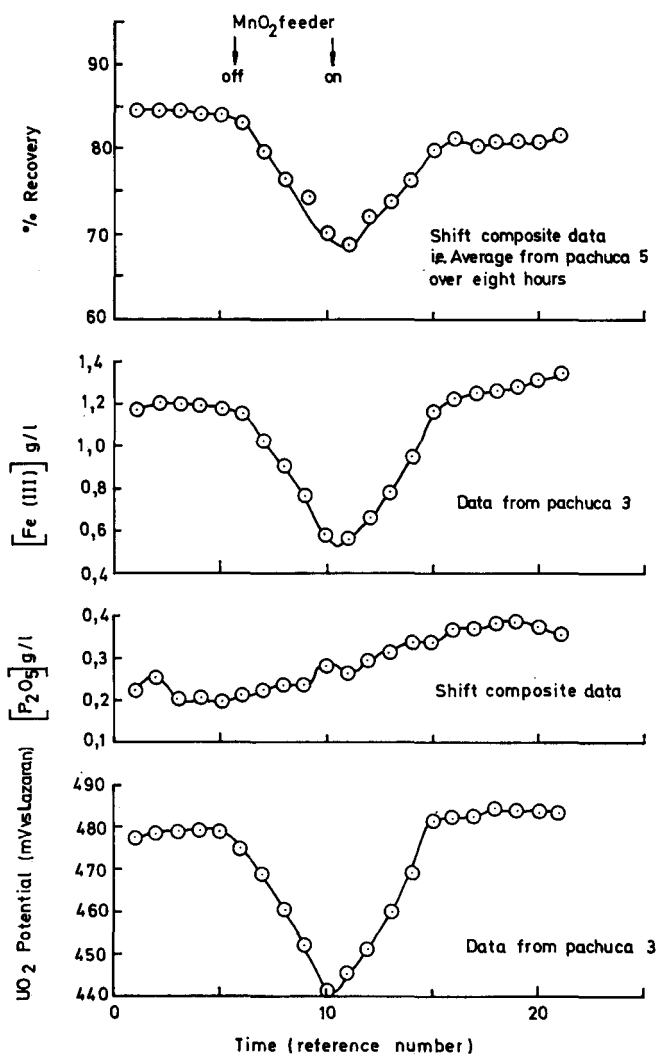 MnO2 feeder
off on
95
90
80
70
60
% Recovery
Shift composite data
i.e. Average from pachuca 5
over eight hours
1,4
1,2
1,0
0,8
0,6
0,4
[Fe (III)] g/l
Data from pachuca 3
0,4
0,3
0,2
0,1
[P2O5] g/l
Shift composite data
490
480
470
460
450
440
UO2 Potential (mV vs Lazaran)
Data from pachuca 3
0 10 20
Time (reference number)